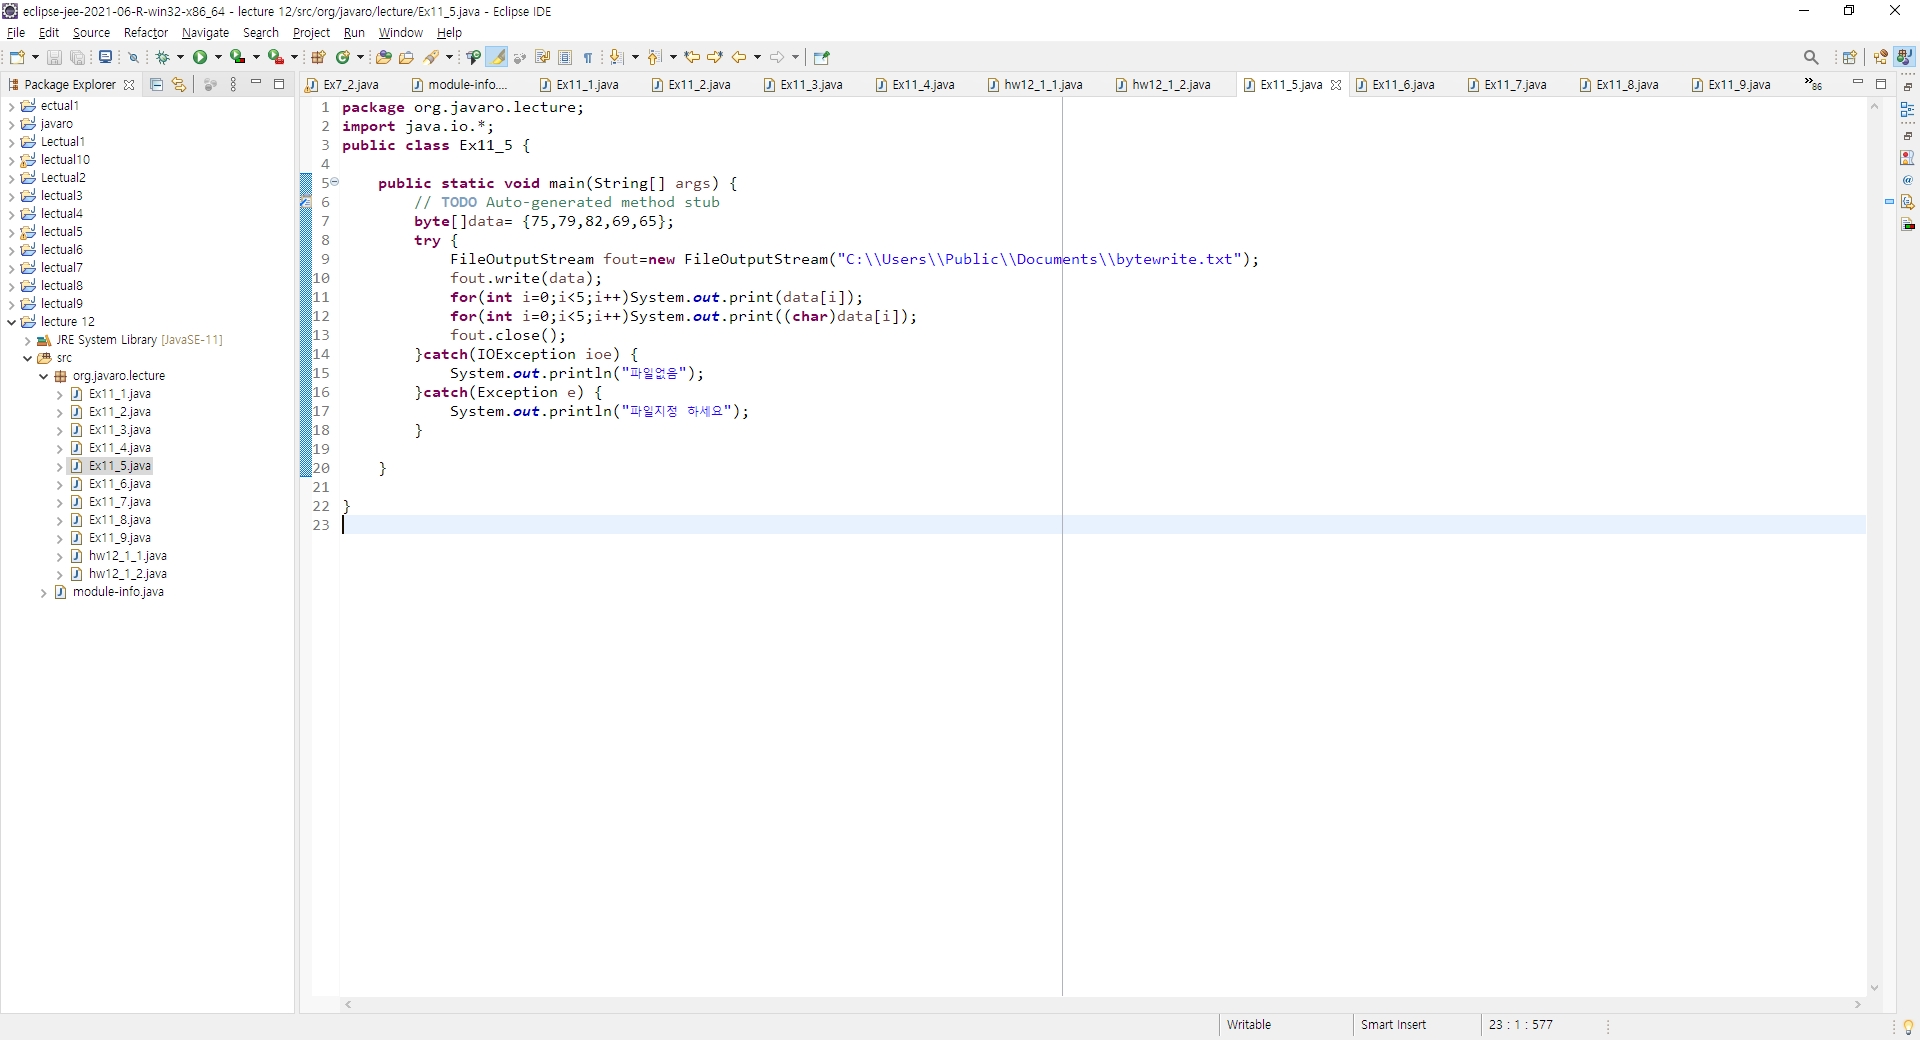 eclipse-jee-2021-06-R-win32-x86_64 - lecture 12/src/org/javaro/lecture/Ex11_5.java - Eclipse IDE
File Edit Source Refactor Navigate Search Project Run Window Help
Package Explorer
Ex7_2.java module-info.... Ex11_1.java Ex11_2.java Ex11_3.java Ex11_4.java hw12_1_1.java hw12_1_2.java Ex11_5.java Ex11_6.java Ex11_7.java Ex11_8.java Ex11_9.java »86
ectual1
javaro
Lectual1
lectual10
Lectual2
lectual3
lectual4
lectual5
lectual6
lectual7
lectual8
lectual9
lecture 12
JRE System Library [JavaSE-11]
src
org.javaro.lecture
Ex11_1.java
Ex11_2.java
Ex11_3.java
Ex11_4.java
Ex11_5.java
Ex11_6.java
Ex11_7.java
Ex11_8.java
Ex11_9.java
hw12_1_1.java
hw12_1_2.java
module-info.java
1 package org.javaro.lecture;
2 import java.io.*;
3 public class Ex11_5 {
4
5 public static void main(String[] args) {
6 // TODO Auto-generated method stub
7 byte[]data= {75,79,82,69,65};
8 try {
9 FileOutputStream fout=new FileOutputStream("C:\\Users\\Public\\Documents\\bytewrite.txt");
10 fout.write(data);
11 for(int i=0;i<5;i++)System.out.print(data[i]);
12 for(int i=0;i<5;i++)System.out.print((char)data[i]);
13 fout.close();
14 }catch(IOException ioe) {
15 System.out.println("파일없음");
16 }catch(Exception e) {
17 System.out.println("파일지정 하세요");
18 }
19
20 }
21
22 }
23
Writable Smart Insert 23 : 1 : 577